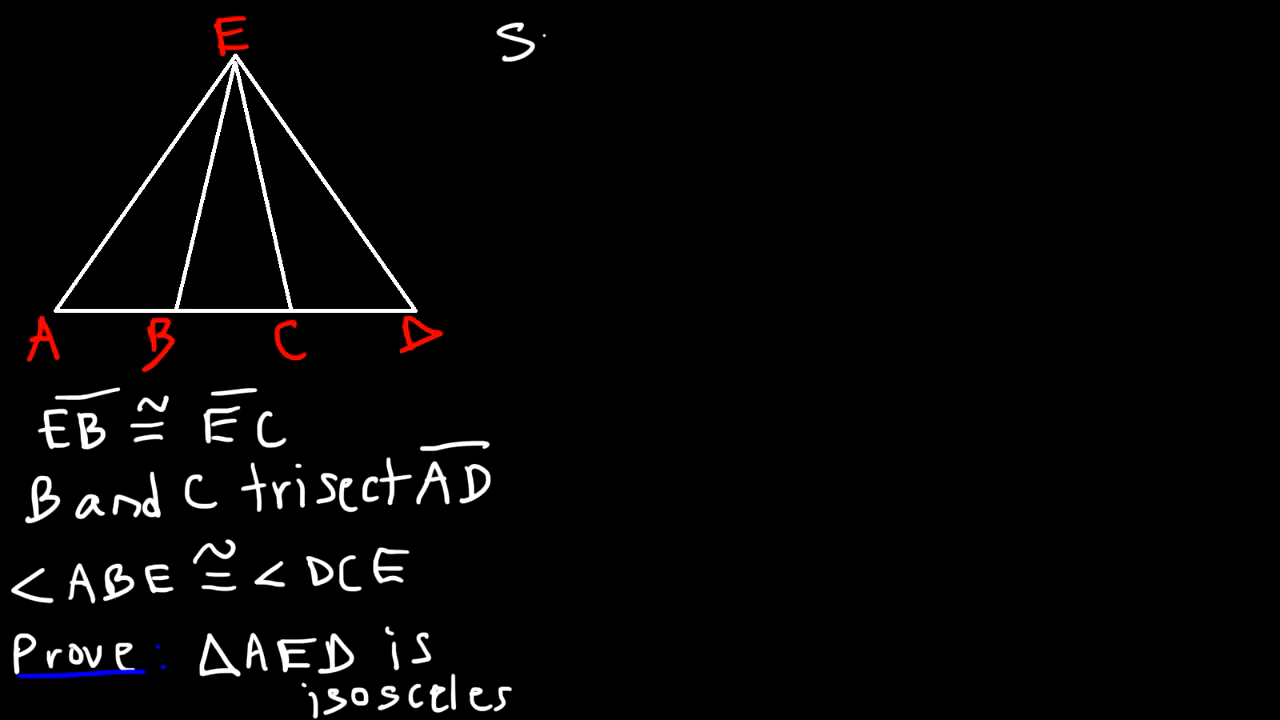 E
S
A B C D
EB ≅ EC
B and C trisect AD
<ABE ≅ <DCE
Prove: ΔAED is
isosceles